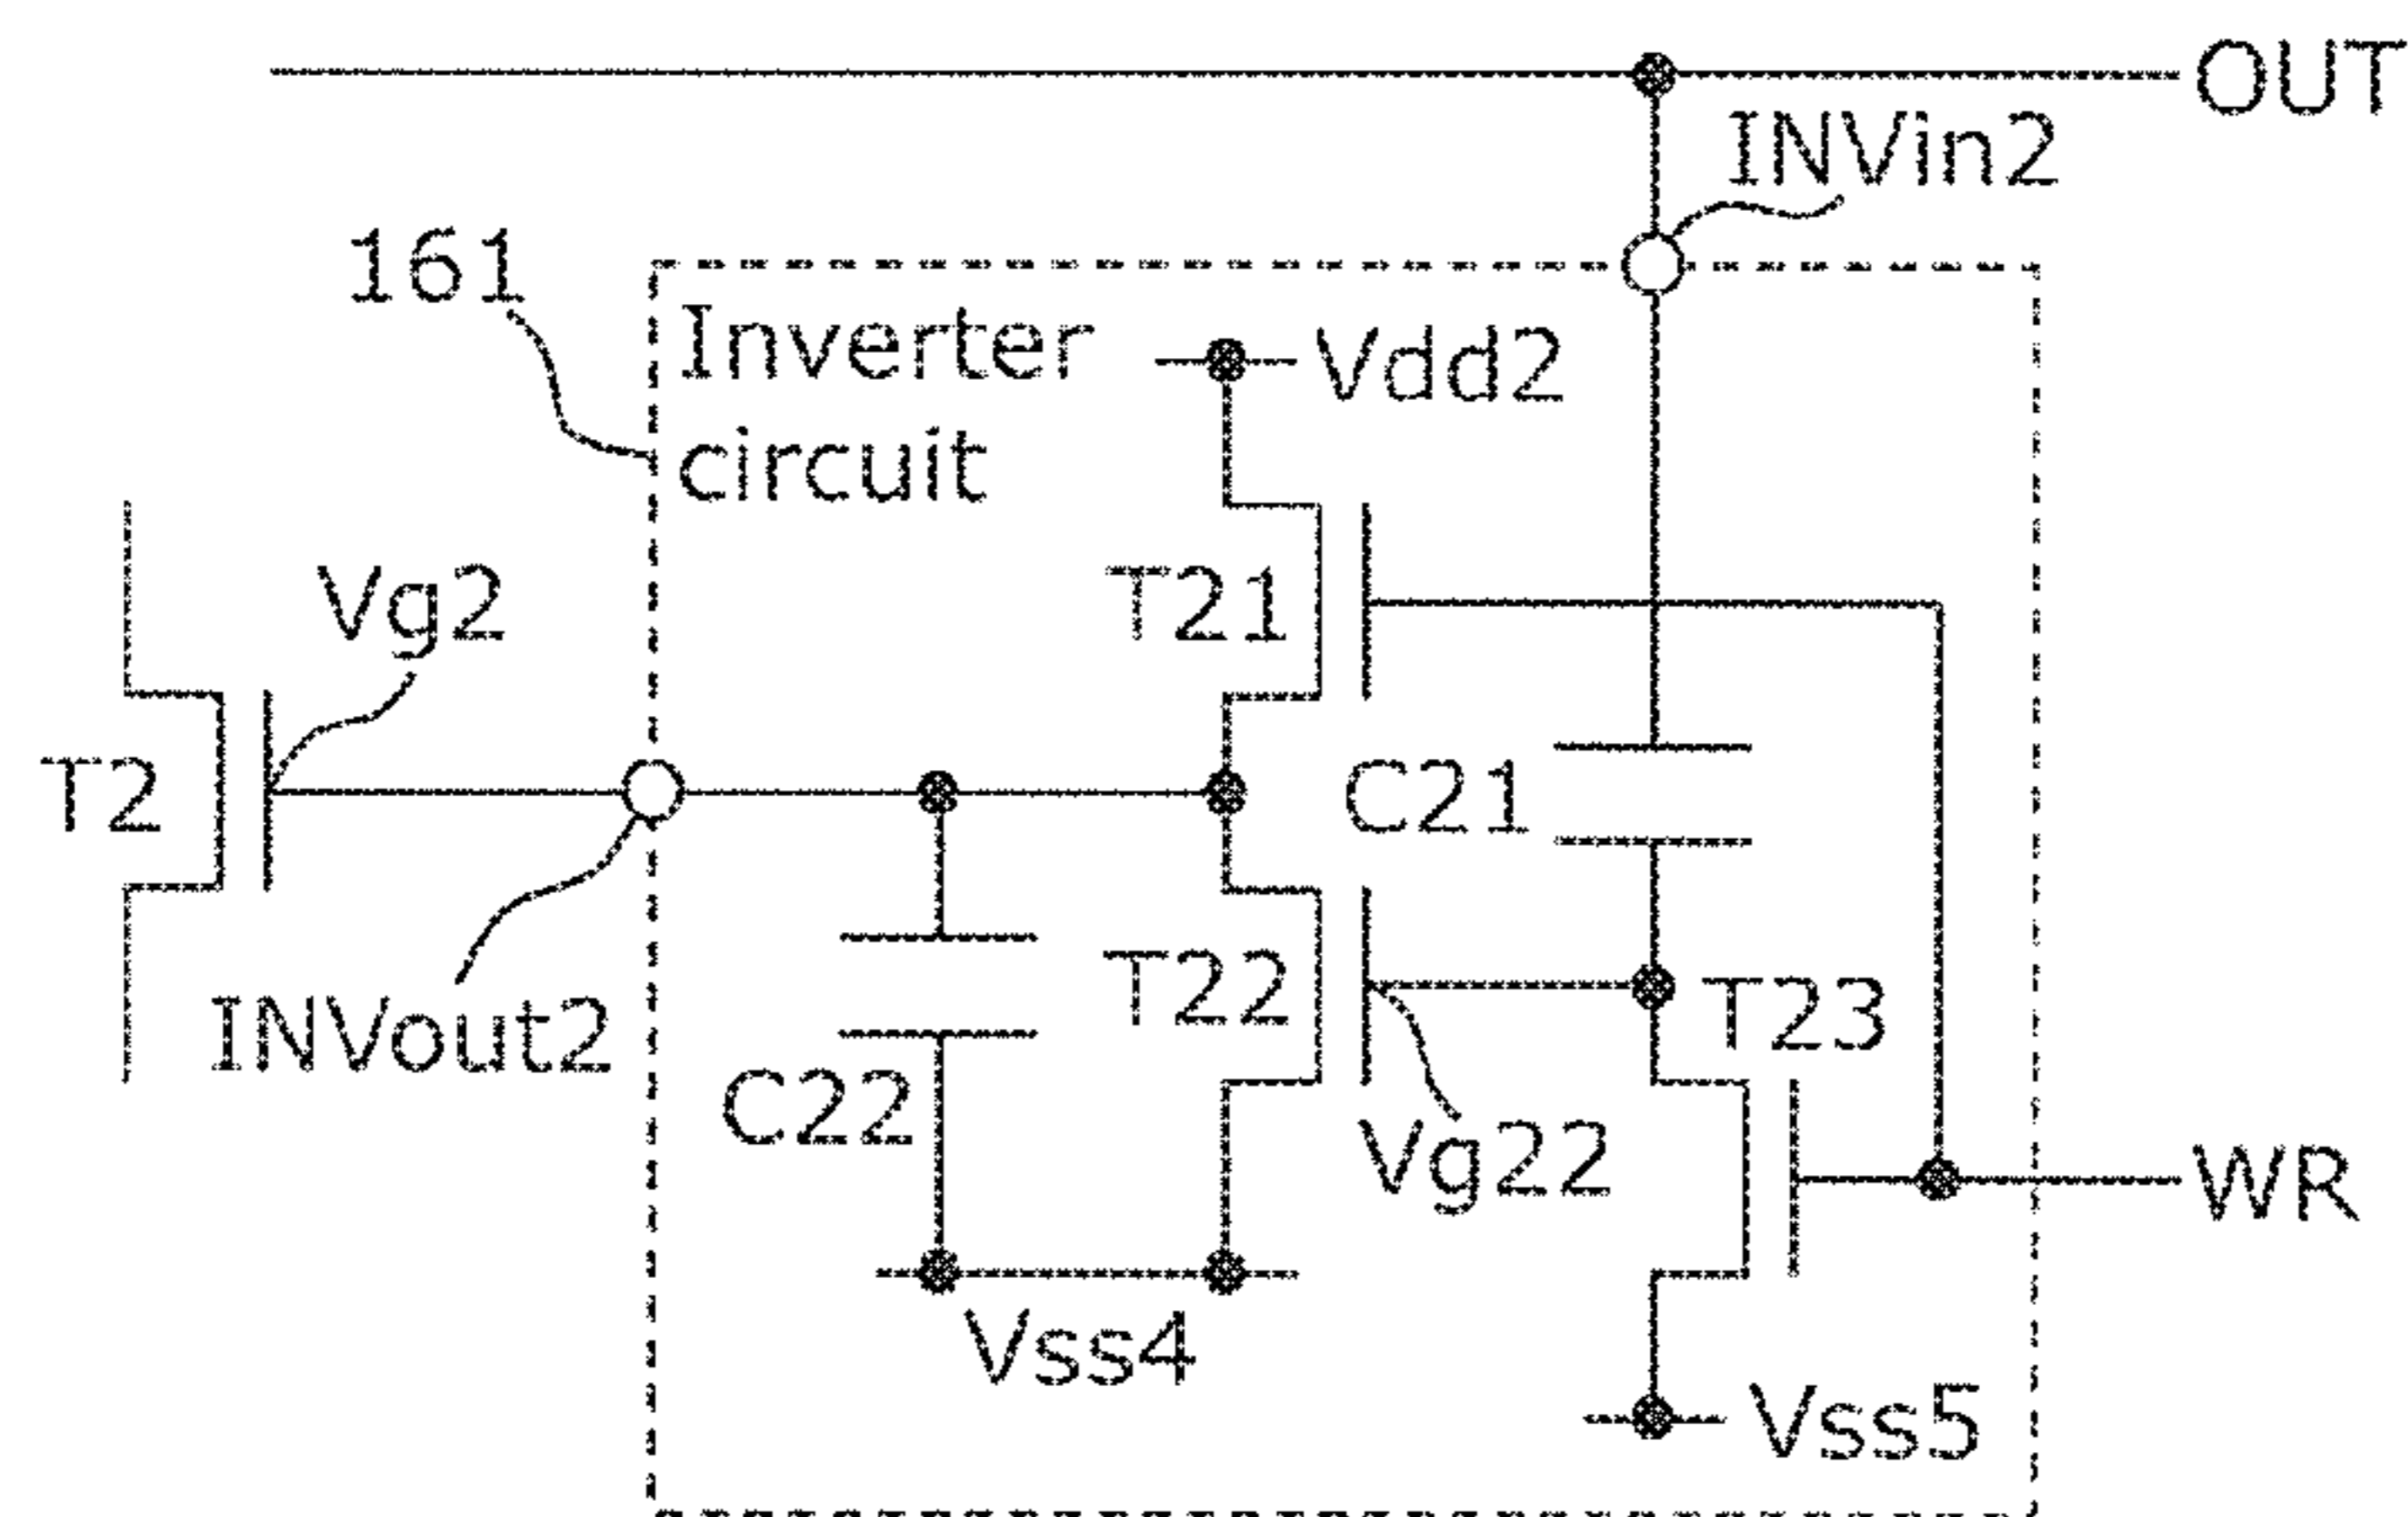 OUT
INVin2
161
Inverter
circuit
Vdd2
Vg2
T21
T2
C21
INVout2
T22
T23
C22
Vg22
WR
Vss4
Vss5